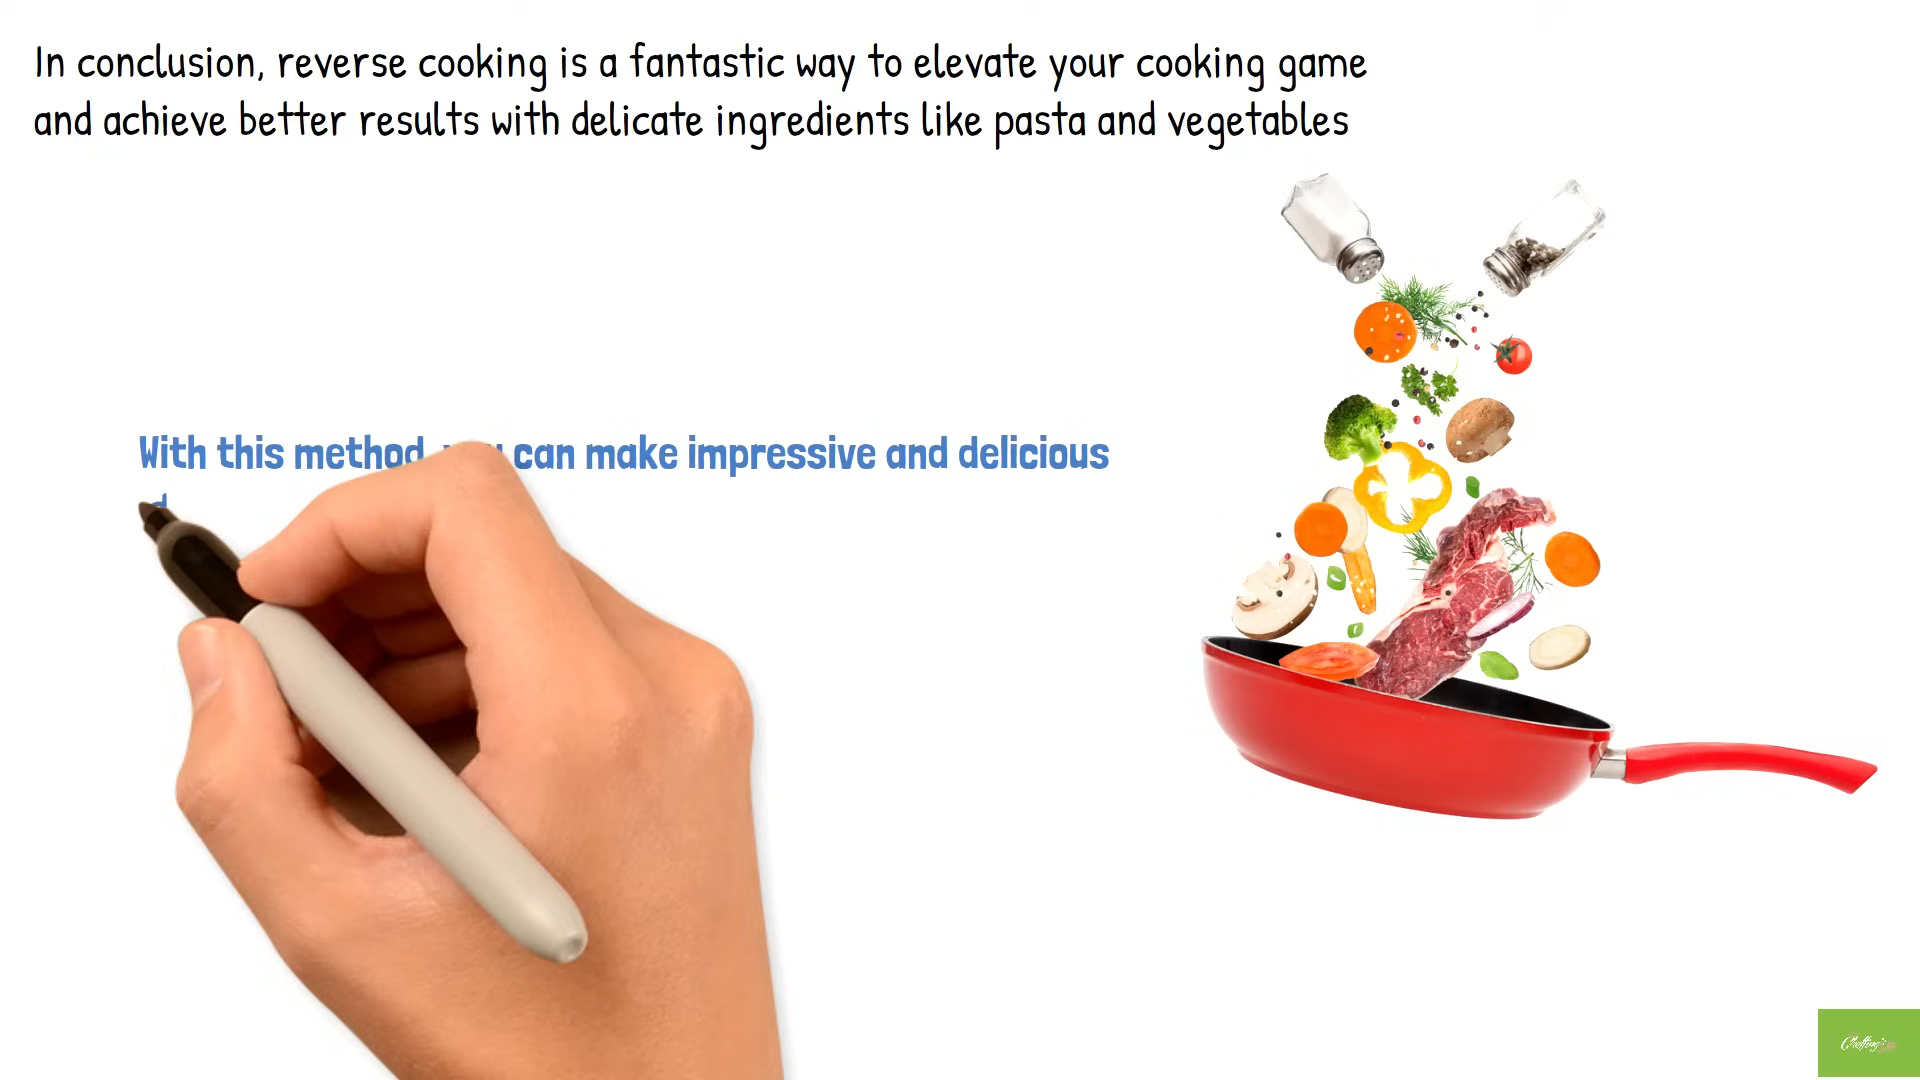 In conclusion, reverse cooking is a fantastic way to elevate your cooking game
and achieve better results with delicate ingredients like pasta and vegetables
With this method can make impressive and delicious